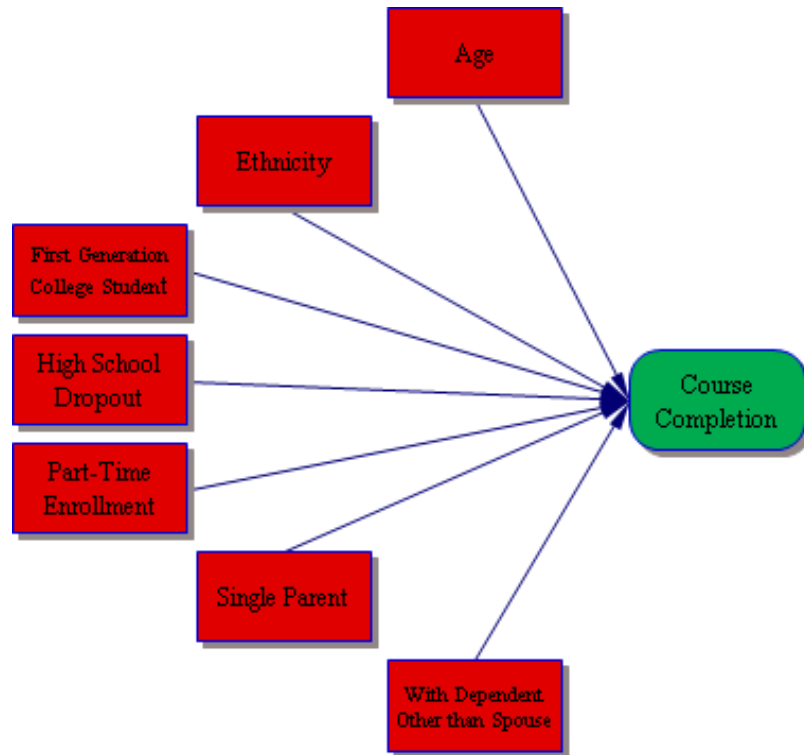 Age
Ethnicity
First Generation
College Student
High School
Dropout
Part-Time
Enrollment
Single Parent
With Dependent
Other than Spouse
Course
Completion